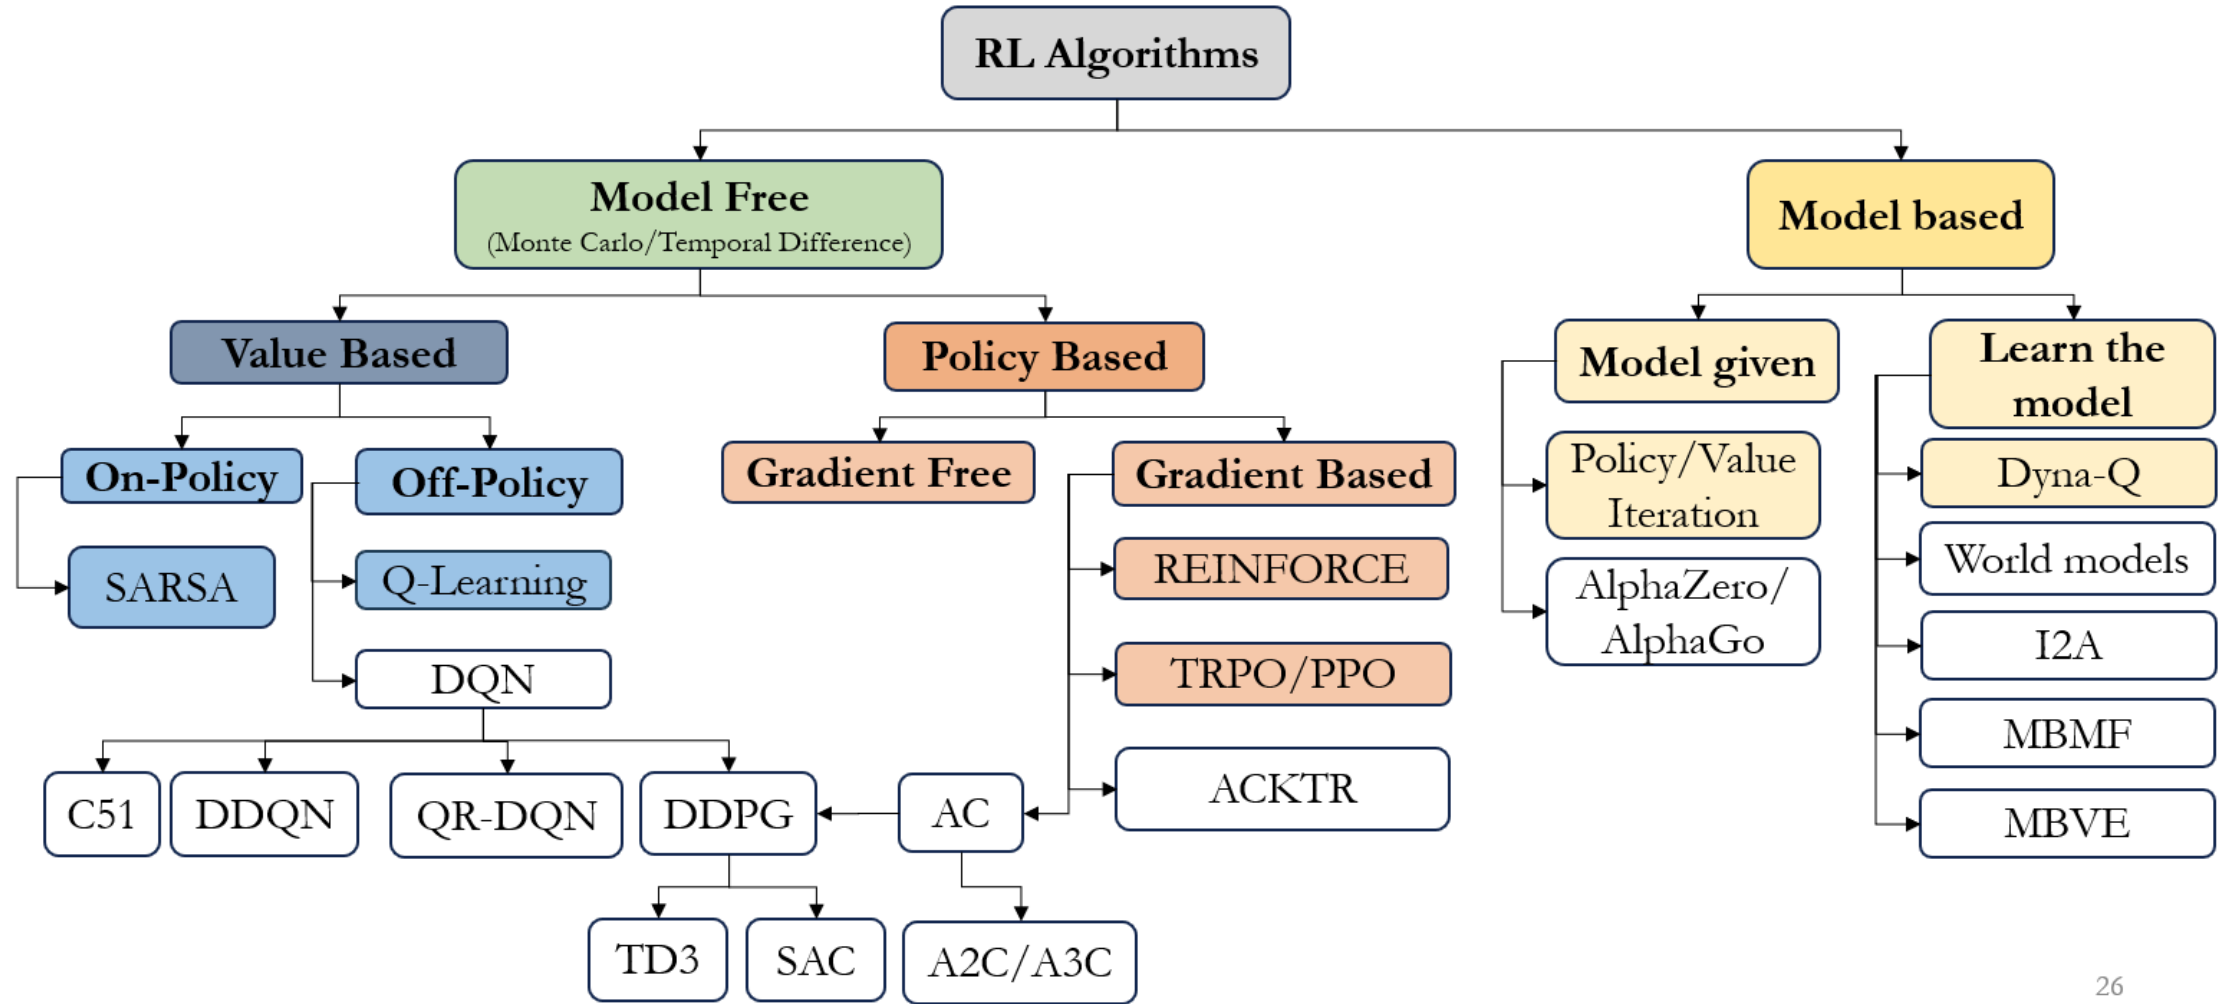 RL Algorithms
Model Free
(Monte Carlo/Temporal Difference)
Model based
Value Based
Policy Based
Model given
Learn the
model
On-Policy
Off-Policy
Gradient Free
Gradient Based
Policy/Value
Iteration
Dyna-Q
SARSA
Q-Learning
REINFORCE
AlphaZero/
AlphaGo
World models
DQN
TRPO/PPO
I2A
MBMF
C51
DDQN
QR-DQN
DDPG
AC
ACKTR
MBVE
TD3
SAC
A2C/A3C
26